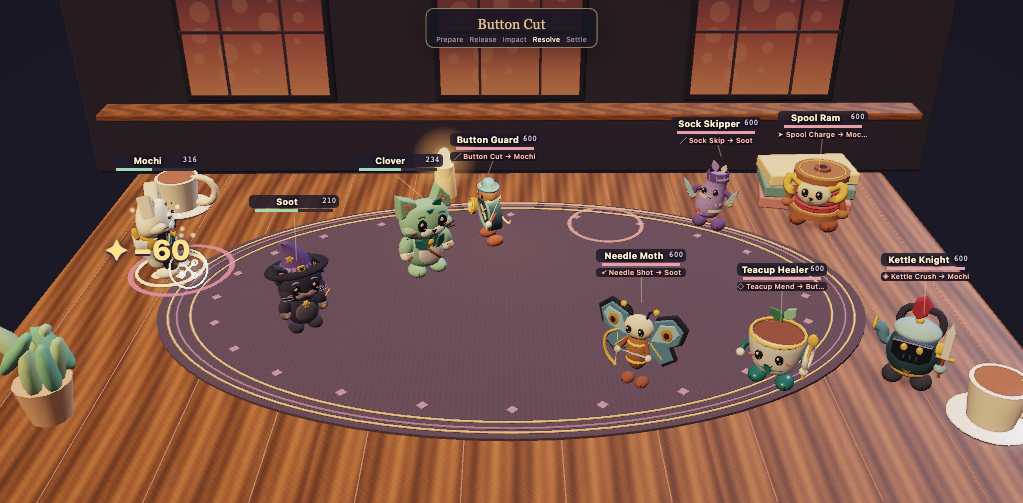 Button Cut
Prepare Release Impact Resolve Settle
Sock Skipper 600
Sock Skip → Soot
Spool Ram 600
Spool Charge → Moc...
Button Guard 600
Button Cut → Mochi
Mochi 316
Clover 234
Soot 210
-60
Needle Moth 600
Needle Shot → Soot
Teacup Healer 600
Teacup Mend → But...
Kettle Knight 600
Kettle Crush → Mochi